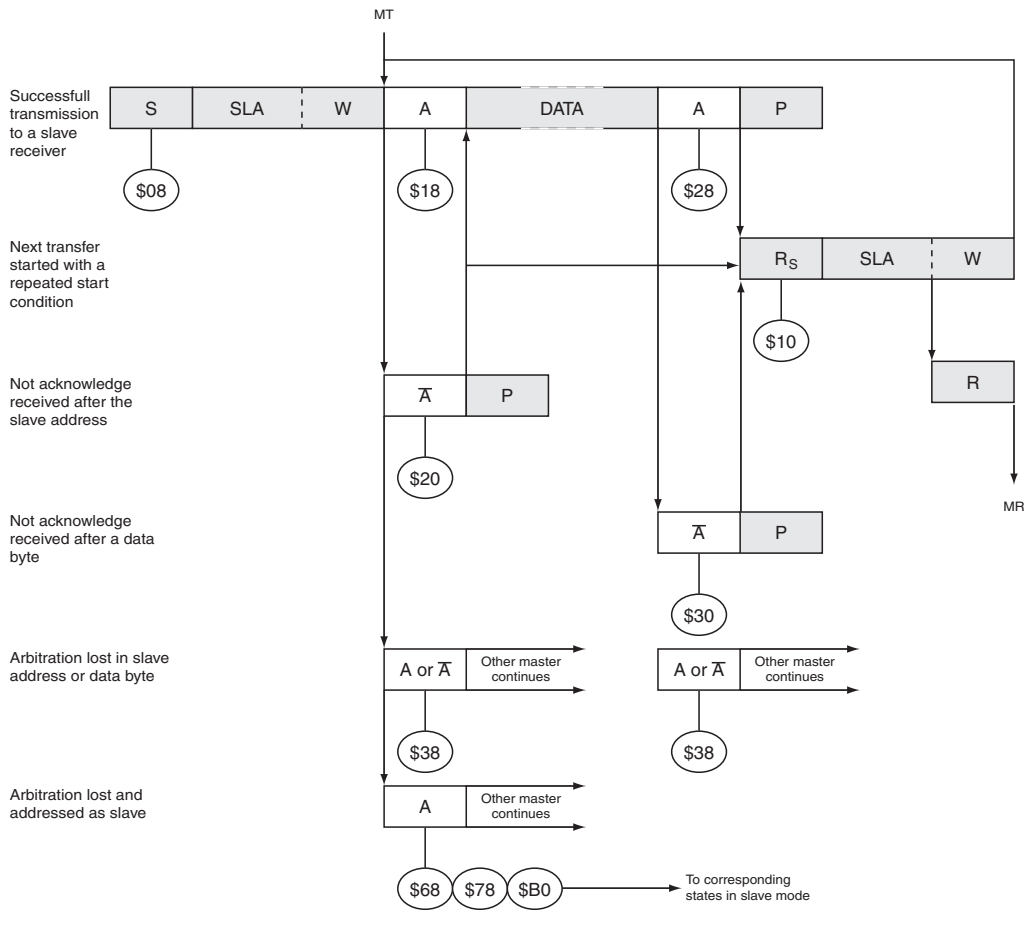 MT
Successfull
transmission
to a slave
receiver
S SLA W A DATA A P
$08 $18 $28
Next transfer
started with a
repeated start
condition
RS SLA W
$10
Not acknowledge
received after the
slave address
A̅ P
R
$20
MR
Not acknowledge
received after a data
byte
A̅ P
$30
Arbitration lost in slave
address or data byte
A or A̅
Other master
continues
A or A̅
Other master
continues
$38 $38
Arbitration lost and
addressed as slave
A
Other master
continues
$68 $78 $B0
To corresponding
states in slave mode